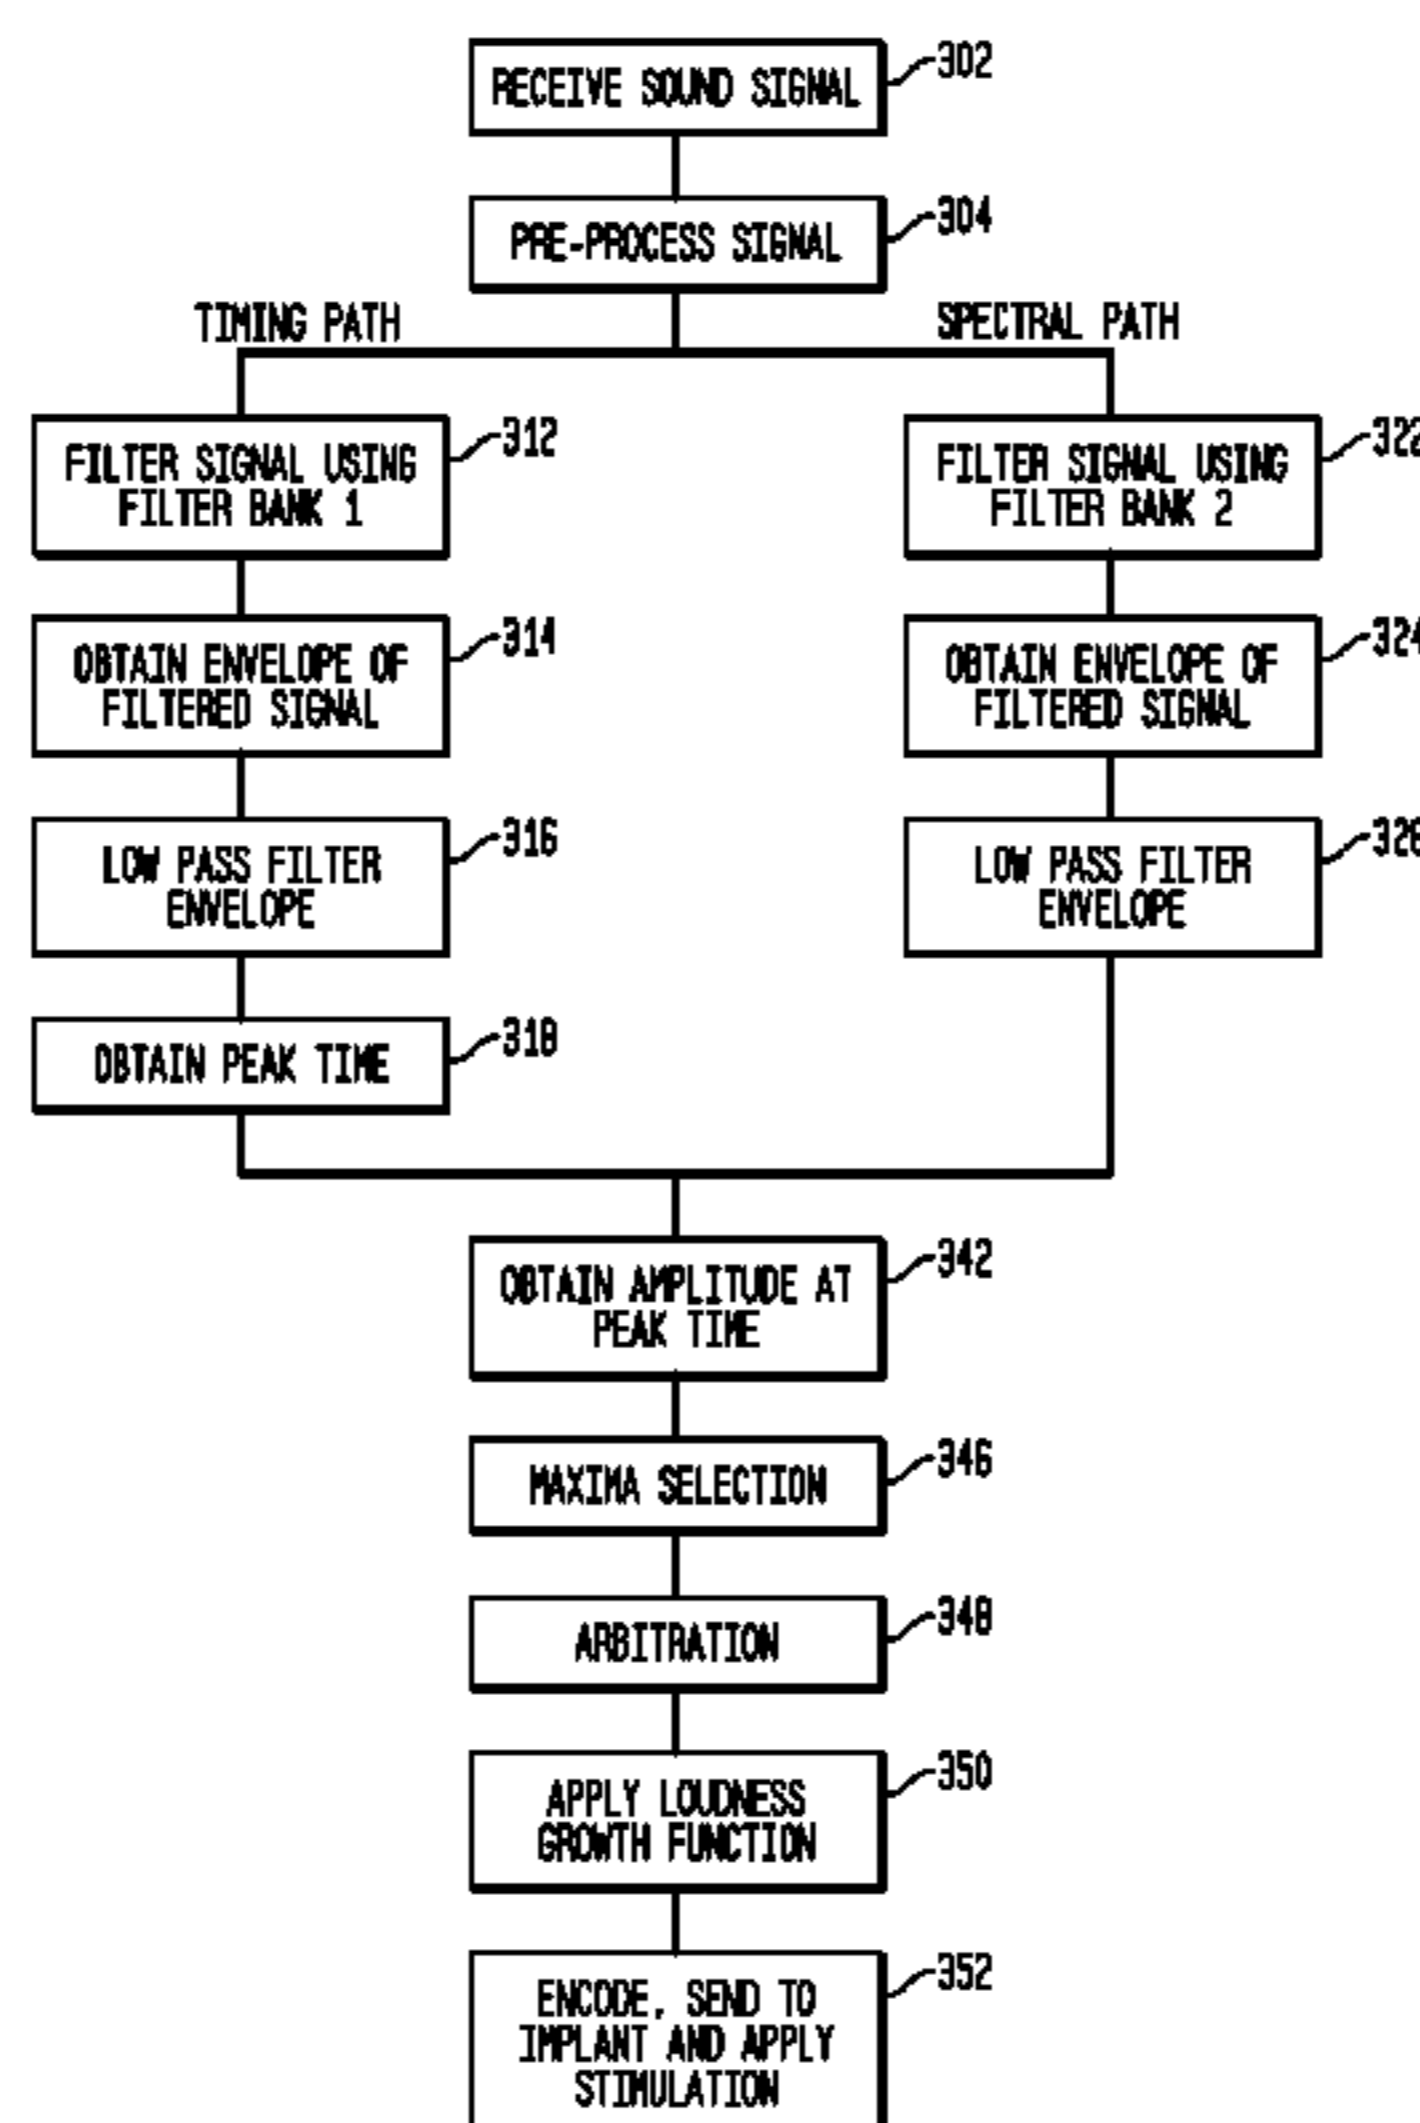 RECEIVE SOUND SIGNAL
302
PRE-PROCESS SIGNAL
304
TIMING PATH
SPECTRAL PATH
FILTER SIGNAL USING
FILTER BANK 1
312
FILTER SIGNAL USING
FILTER BANK 2
322
OBTAIN ENVELOPE OF
FILTERED SIGNAL
314
OBTAIN ENVELOPE OF
FILTERED SIGNAL
324
LOW PASS FILTER
ENVELOPE
316
LOW PASS FILTER
ENVELOPE
326
OBTAIN PEAK TIME
318
OBTAIN AMPLITUDE AT
PEAK TIME
342
MAXIMA SELECTION
346
ARBITRATION
348
APPLY LOUDNESS
GROWTH FUNCTION
350
ENCODE, SEND TO
IMPLANT AND APPLY
STIMULATION
352